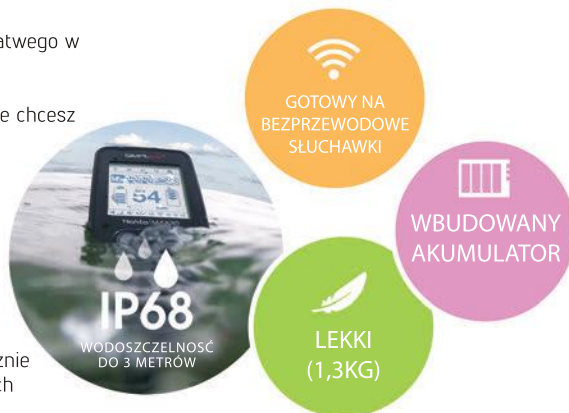 atwego w
e chcesz
GOTOWY NA
BEZPRZEWODOWE
SŁUCHAWKI
WBUDOWANY
AKUMULATOR
54
IP68
WODOSZCZELNOŚĆ
DO 3 METRÓW
LEKKI
(1,3KG)
znie
ch